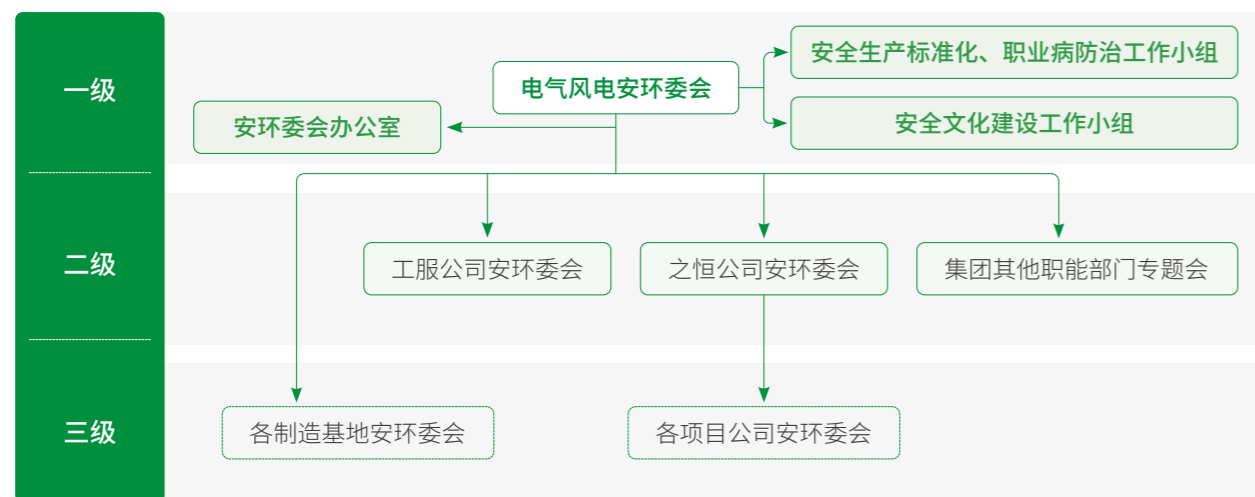 一级
安全生产标准化、职业病防治工作小组
电气风电安环委会
安环委会办公室
安全文化建设工作小组
二级
工服公司安环委会
之恒公司安环委会
集团其他职能部门专题会
三级
各制造基地安环委会
各项目公司安环委会